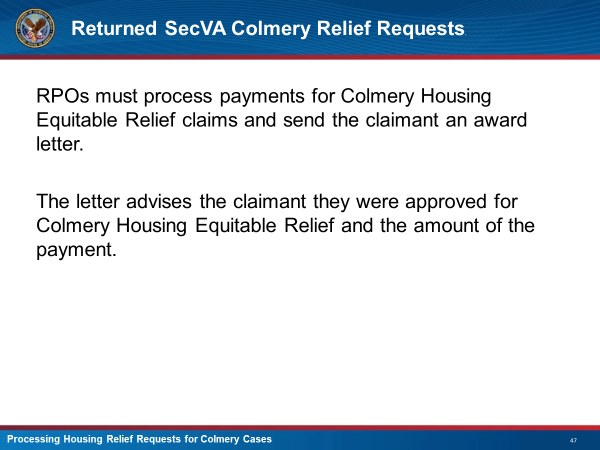 Returned SecVA Colmery Relief Requests
RPOs must process payments for Colmery Housing
Equitable Relief claims and send the claimant an award
letter.
The letter advises the claimant they were approved for
Colmery Housing Equitable Relief and the amount of the
payment.
Processing Housing Relief Requests for Colmery Cases
47